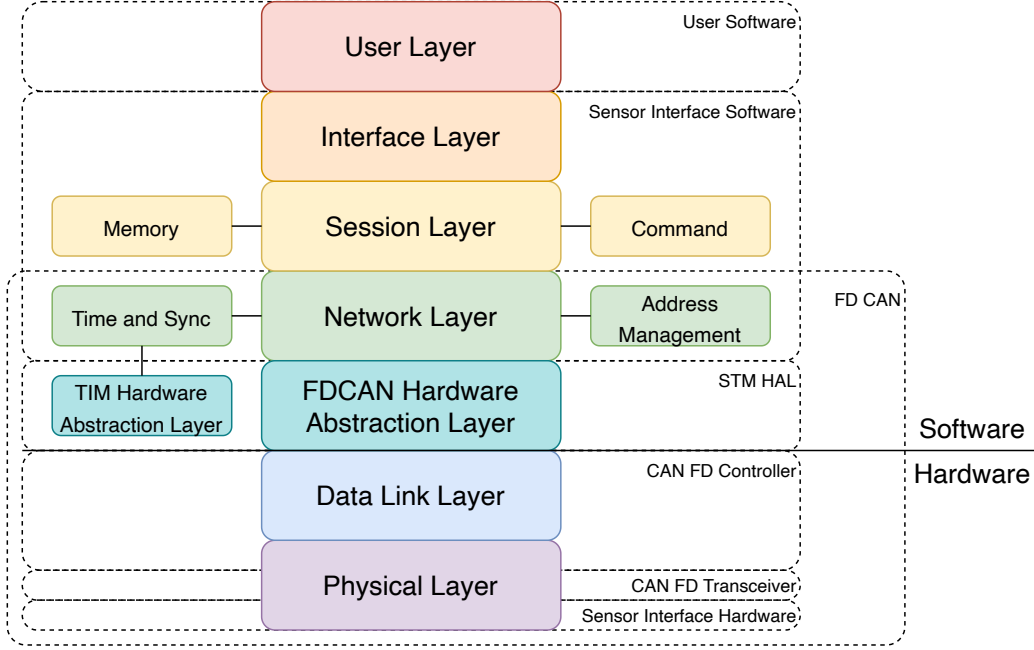 User Layer
User Software
Interface Layer
Sensor Interface Software
Memory
Session Layer
Command
Time and Sync
Network Layer
Address
Management
FD CAN
TIM Hardware
Abstraction Layer
FDCAN Hardware
Abstraction Layer
STM HAL
Software
Hardware
Data Link Layer
CAN FD Controller
Physical Layer
CAN FD Transceiver
Sensor Interface Hardware